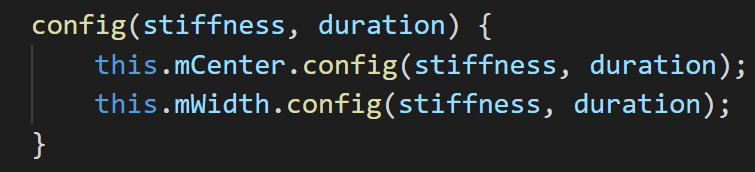 config(stiffness, duration) {
    this.mCenter.config(stiffness, duration);
    this.mWidth.config(stiffness, duration);
}